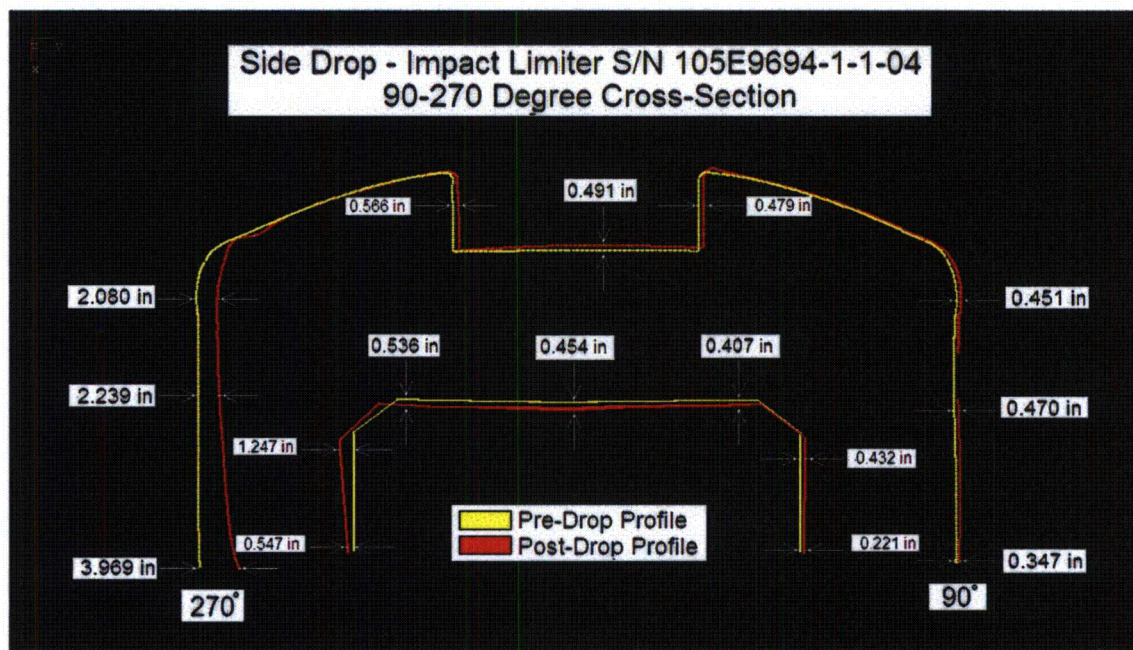 Side Drop - Impact Limiter S/N 105E9694-1-1-04
90-270 Degree Cross-Section
0.491 in
0.566 in
0.479 in
2.080 in
0.451 in
0.536 in
0.454 in
0.407 in
2.239 in
0.470 in
1.247 in
0.432 in
Pre-Drop Profile
Post-Drop Profile
0.547 in
0.221 in
3.969 in
0.347 in
270°
90°